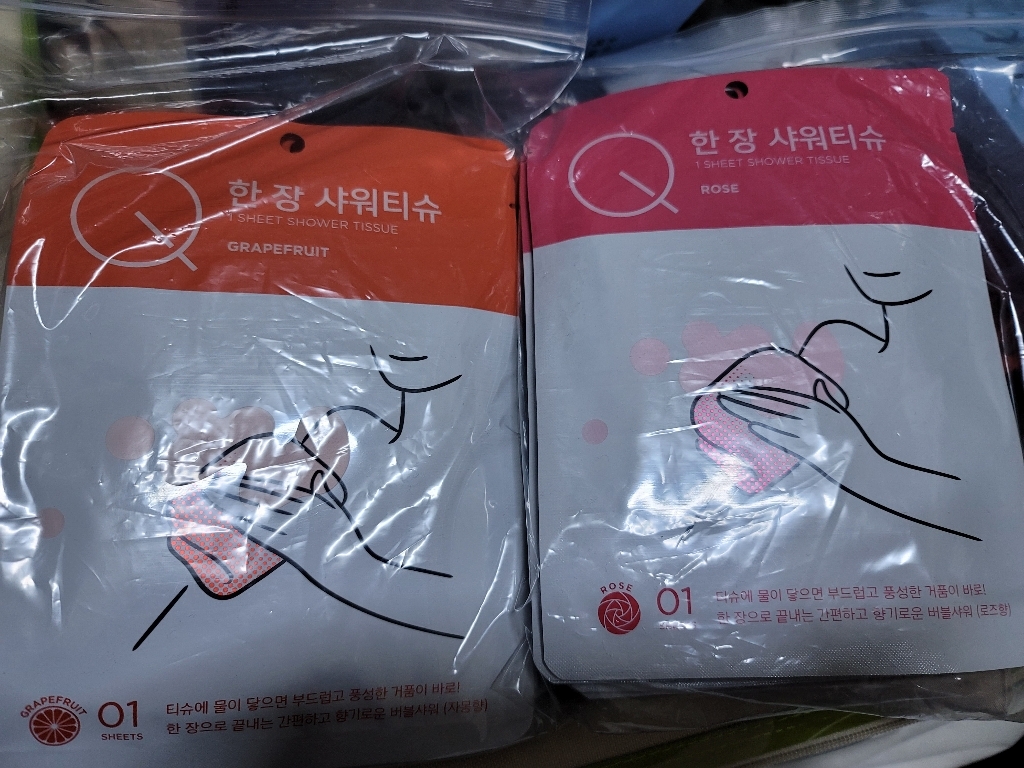 한 장 샤워티슈
1 SHEET SHOWER TISSUE
GRAPEFRUIT
GRAPEFRUIT
01
SHEETS
티슈에 물이 닿으면 부드럽고 풍성한 거품이 바로!
한 장으로 끝내는 간편하고 향기로운 버블샤워 (자몽향)
한 장 샤워티슈
1 SHEET SHOWER TISSUE
ROSE
ROSE
01
SHEETS
티슈에 물이 닿으면 부드럽고 풍성한 거품이 바로!
한 장으로 끝내는 간편하고 향기로운 버블샤워 (로즈향)